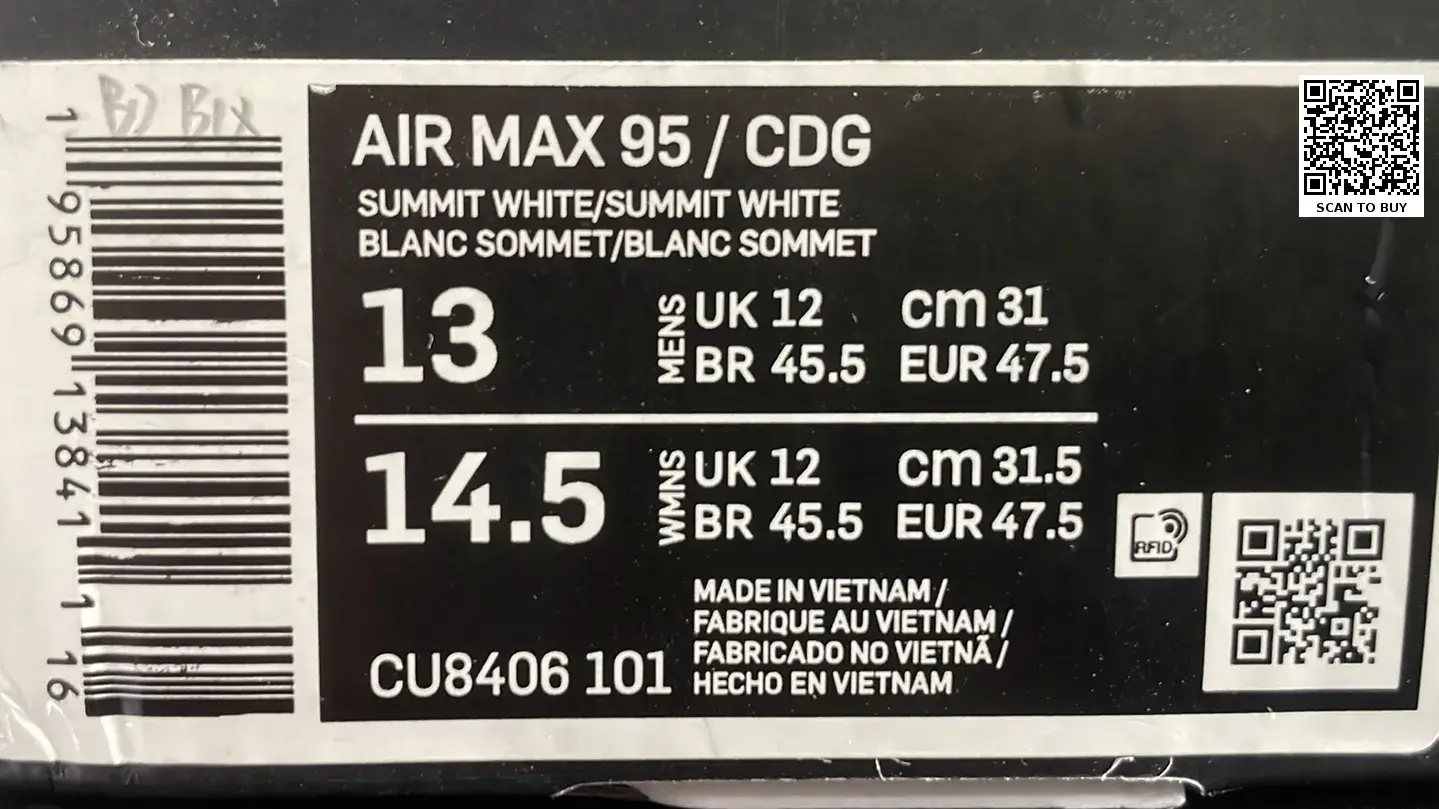 BD BIX
AIR MAX 95 / CDG
SUMMIT WHITE/SUMMIT WHITE
BLANC SOMMET/BLANC SOMMET
13
MENS
UK 12 cm 31
BR 45.5 EUR 47.5
14.5
WMNS
UK 12 cm 31.5
BR 45.5 EUR 47.5
CU8406 101
MADE IN VIETNAM /
FABRIQUE AU VIETNAM /
FABRICADO NO VIETNÃ /
HECHO EN VIETNAM
RFID
SCAN TO BUY
1 95869 13841 1 16